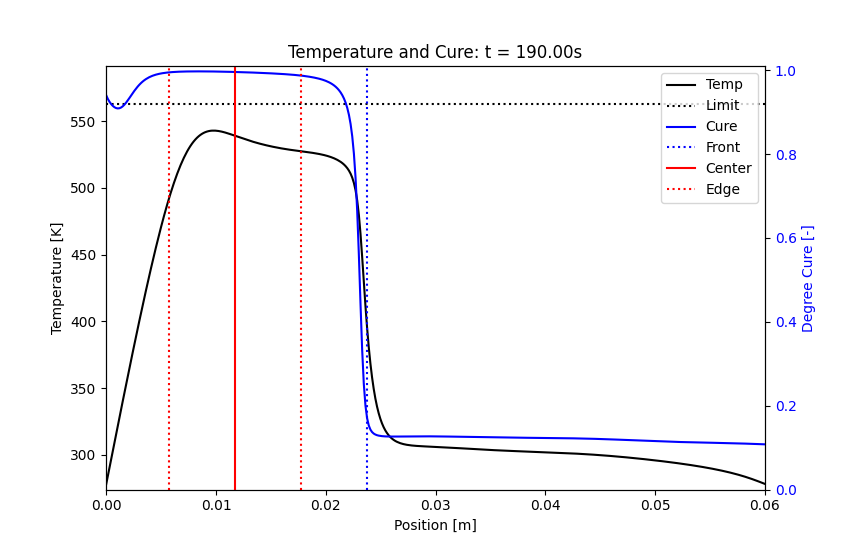 Temperature and Cure: t = 190.00s
Temp
Limit
Cure
Front
Center
Edge
Temperature [K]
550
500
450
400
350
300
1.0
0.8
0.6
0.4
0.2
0.0
Degree Cure [-]
0.00 0.01 0.02 0.03 0.04 0.05 0.06
Position [m]